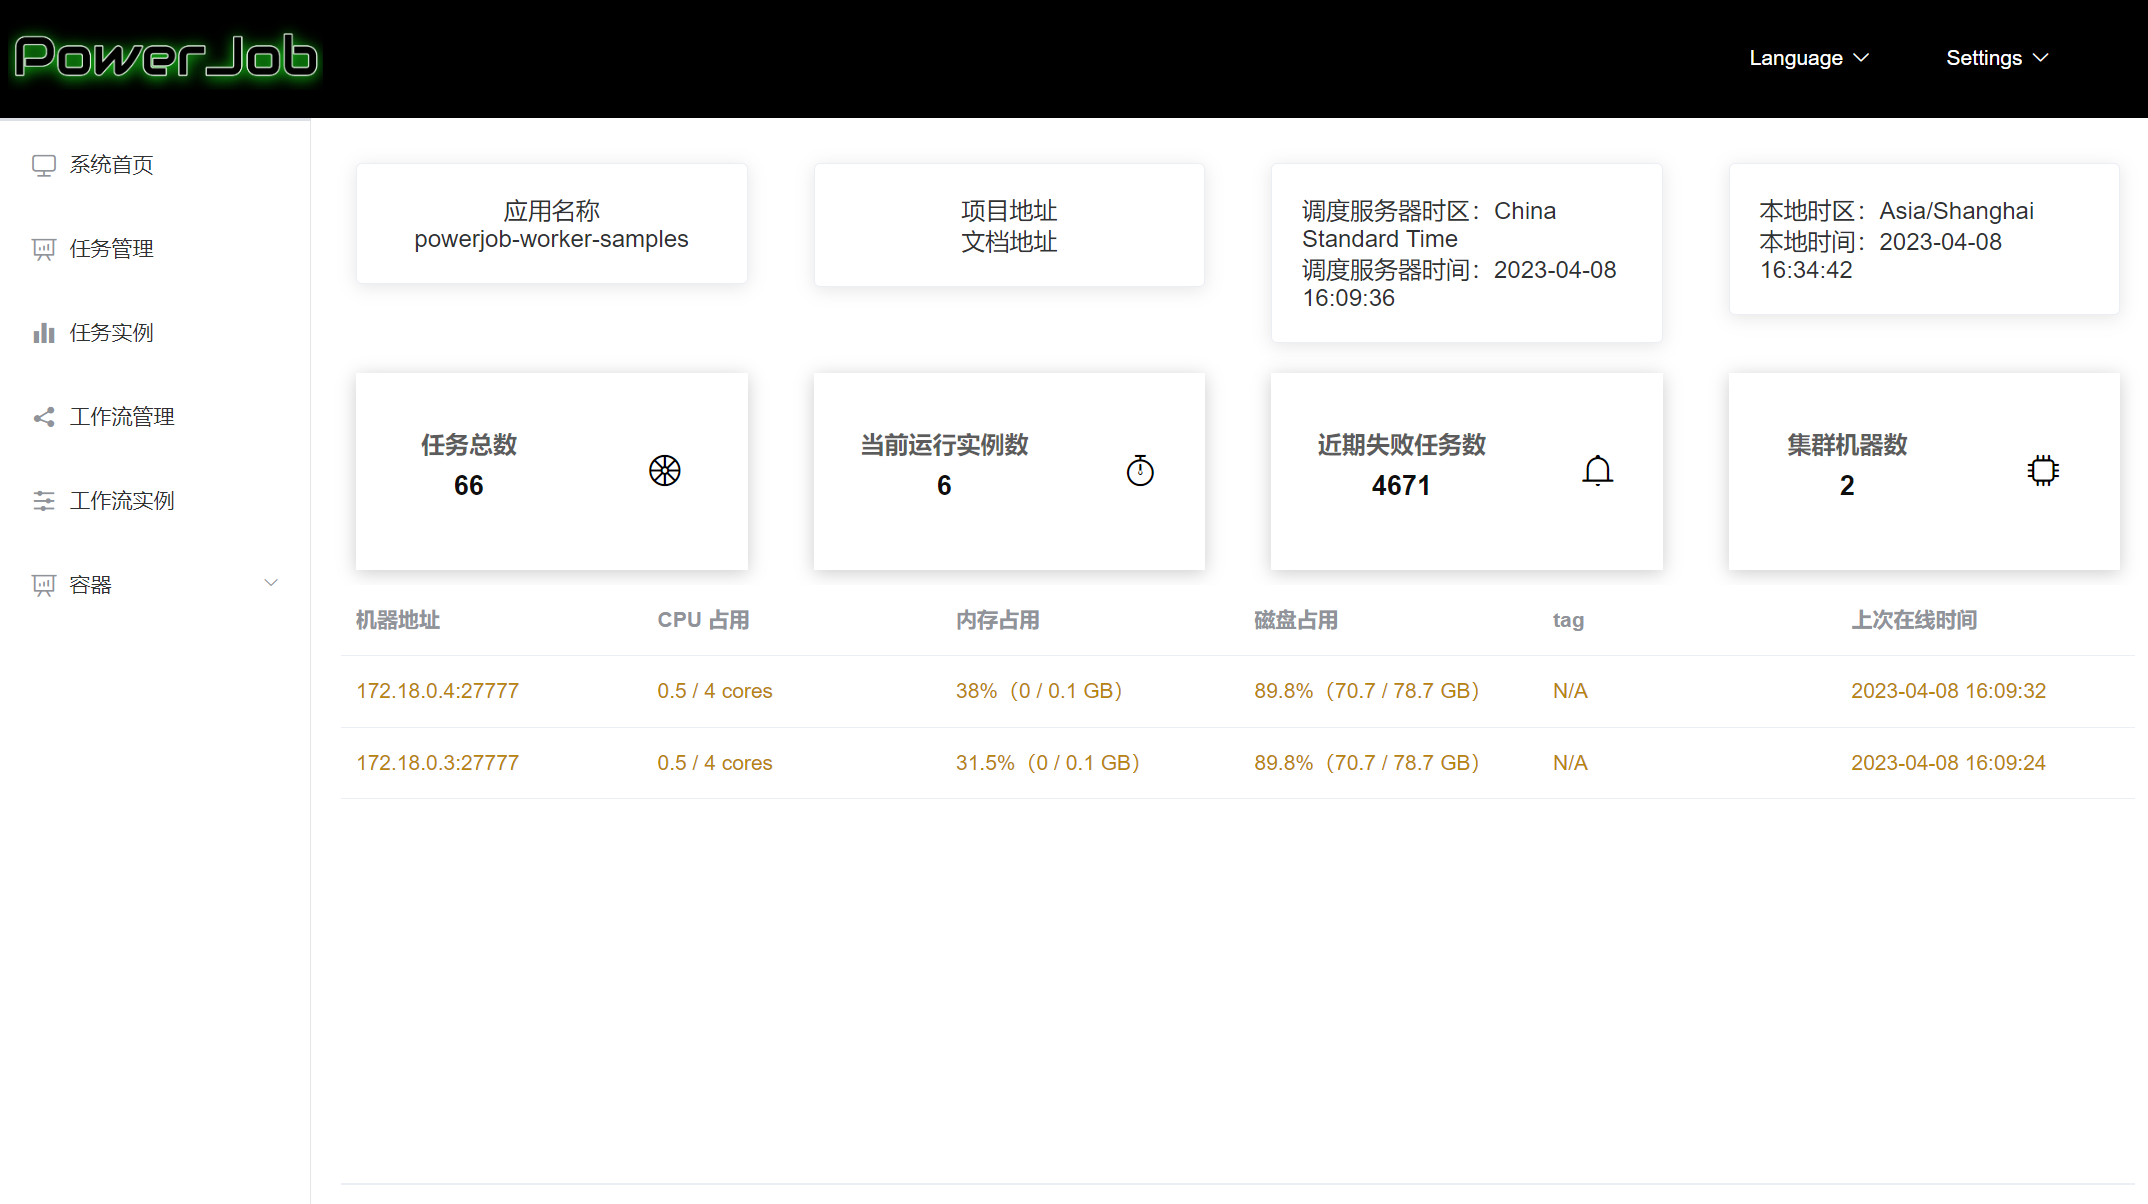 PowerJob
Language
Settings
系统首页
任务管理
任务实例
工作流管理
工作流实例
容器
应用名称
powerjob-worker-samples
项目地址
文档地址
调度服务器时区：China
Standard Time
调度服务器时间：2023-04-08
16:09:36
本地时区：Asia/Shanghai
本地时间：2023-04-08
16:34:42
任务总数
66
当前运行实例数
6
近期失败任务数
4671
集群机器数
2
机器地址 CPU 占用 内存占用 磁盘占用 tag 上次在线时间
172.18.0.4:27777 0.5 / 4 cores 38%（0 / 0.1 GB） 89.8%（70.7 / 78.7 GB） N/A 2023-04-08 16:09:32
172.18.0.3:27777 0.5 / 4 cores 31.5%（0 / 0.1 GB） 89.8%（70.7 / 78.7 GB） N/A 2023-04-08 16:09:24